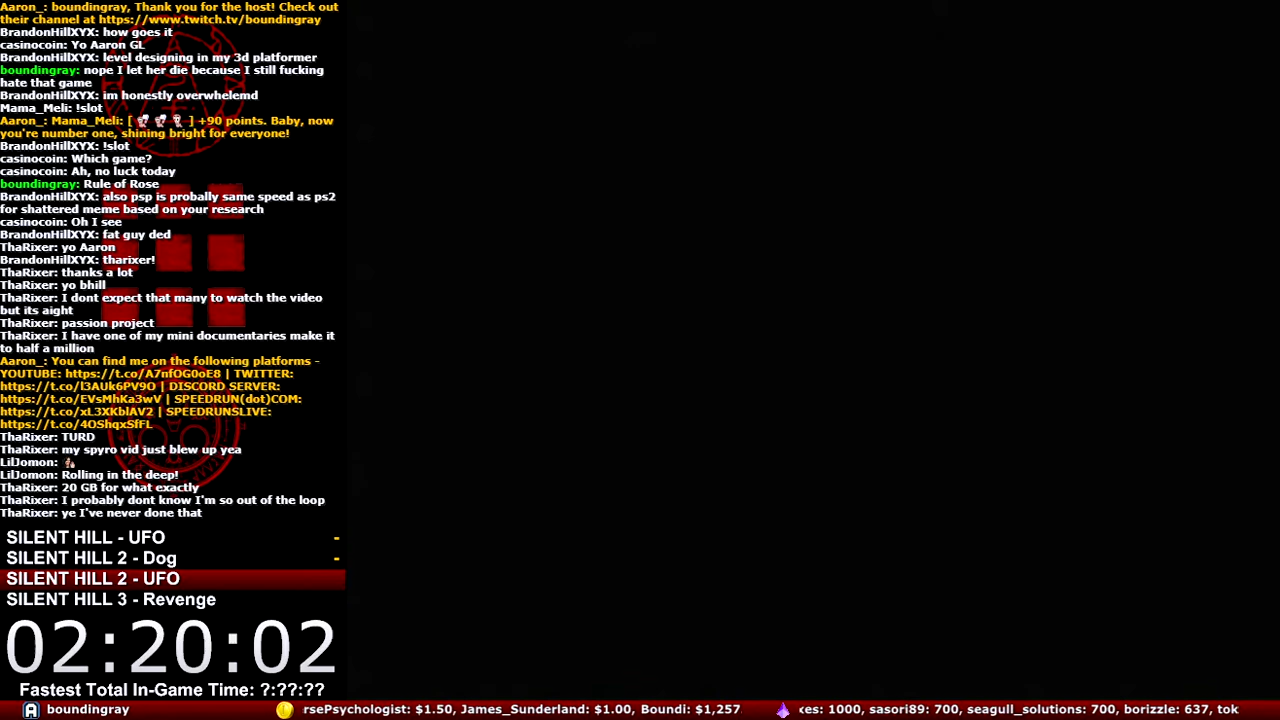 Aaron_: boundingray, Thank you for the host! Check out
their channel at https://www.twitch.tv/boundingray
BrandonHillXYX: how goes it
casinocoin: Yo Aaron GL
BrandonHillXYX: level designing in my 3d platformer
boundingray: nope I let her die because I still fucking
hate that game
BrandonHillXYX: im honestly overwhelemd
Mama_Meli: !slot
Aaron_: Mama_Meli: [ ] +90 points. Baby, now
you're number one, shining bright for everyone!
BrandonHillXYX: !slot
casinocoin: Which game?
casinocoin: Ah, no luck today
boundingray: Rule of Rose
BrandonHillXYX: also psp is probally same speed as ps2
for shattered meme based on your research
casinocoin: Oh I see
BrandonHillXYX: fat guy ded
ThaRixer: yo Aaron
BrandonHillXYX: tharixer!
ThaRixer: thanks a lot
ThaRixer: yo bhill
ThaRixer: I dont expect that many to watch the video
but its aight
ThaRixer: passion project
ThaRixer: I have one of my mini documentaries make it
to half a million
Aaron_: You can find me on the following platforms -
YOUTUBE: https://t.co/A7nfOG0oE8 | TWITTER:
https://t.co/l3AUk6PV9O | DISCORD SERVER:
https://t.co/EVsMhKa3wV | SPEEDRUN(dot)COM:
https://t.co/xL3XKblAV2 | SPEEDRUNSLIVE:
https://t.co/4OShqxSfFL
ThaRixer: TURD
ThaRixer: my spyro vid just blew up yea
LilJomon:
LilJomon: Rolling in the deep!
ThaRixer: 20 GB for what exactly
ThaRixer: I probably dont know I'm so out of the loop
ThaRixer: ye I've never done that
SILENT HILL - UFO -
SILENT HILL 2 - Dog -
SILENT HILL 2 - UFO
SILENT HILL 3 - Revenge
02:20:02
Fastest Total In-Game Time: ?:??:??
A boundingray rsePsychologist: $1.50, James_Sunderland: $1.00, Boundi: $1,257 xes: 1000, sasori89: 700, seagull_solutions: 700, borizzle: 637, tok